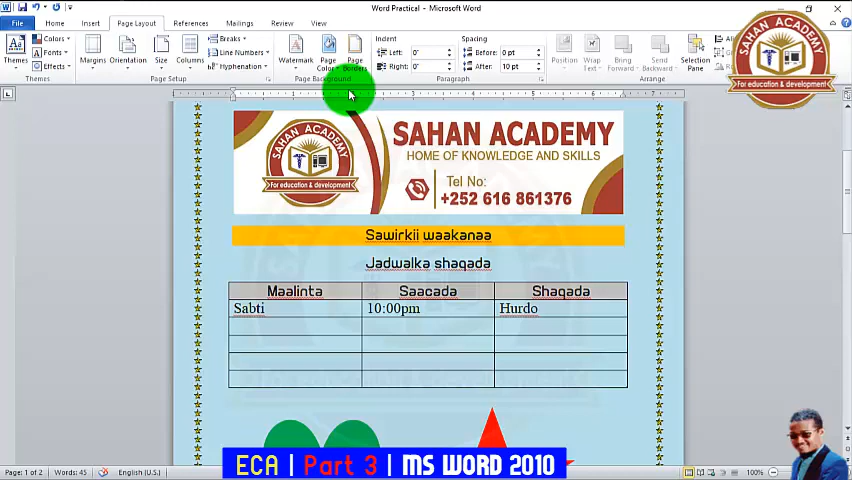 Word Practical - Microsoft Word
File Home Insert Page Layout References Mailings Review View
Themes Colors Fonts Effects
Themes
Margins Orientation Size Columns Breaks Line Numbers Hyphenation
Page Setup
Watermark Page Color Page Borders
Page Background
Indent Spacing
Left: 0" Before: 0 pt
Right: 0" After: 10 pt
Paragraph
Position Wrap Text Bring Forward Send Backward Selection Pane
Arrange
SAHAN ACADEMY
For education & development
SAHAN ACADEMY
For education & development
SAHAN ACADEMY
HOME OF KNOWLEDGE AND SKILLS
Tel No:
+252 616 861376
Sawirkii waakanaa
Jadwalka shaqada
Maalinta Saacada Shaqada
Sabti 10:00pm Hurdo
ECA | Part 3 | MS WORD 2010
Page: 1 of 2 Words: 45 English (U.S.) 100%